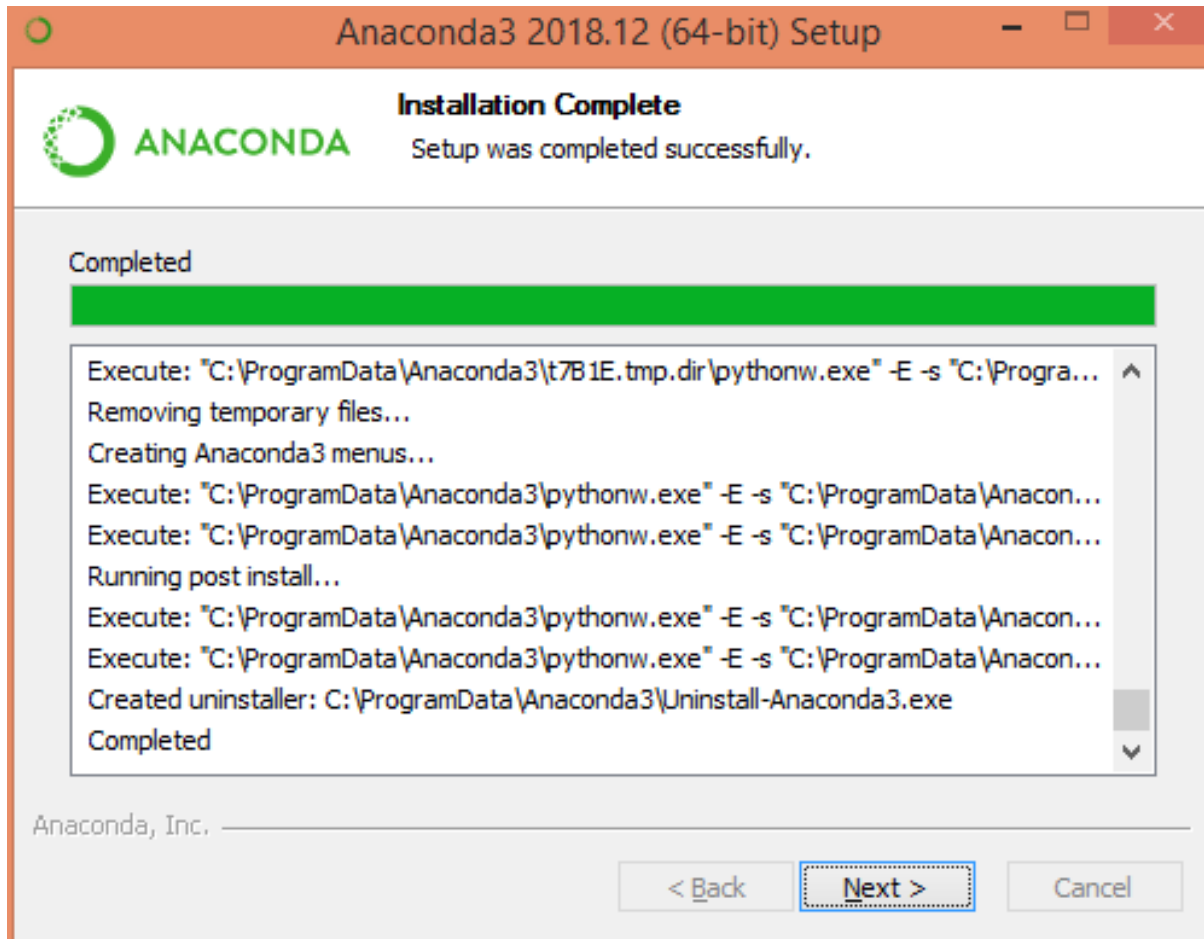 Anaconda3 2018.12 (64-bit) Setup
ANACONDA
Installation Complete
Setup was completed successfully.
Completed
Execute: "C:\ProgramData\Anaconda3\t7B1E.tmp.dir\pythonw.exe" -E -s "C:\Progra...
Removing temporary files...
Creating Anaconda3 menus...
Execute: "C:\ProgramData\Anaconda3\pythonw.exe" -E -s "C:\ProgramData\Anacon...
Execute: "C:\ProgramData\Anaconda3\pythonw.exe" -E -s "C:\ProgramData\Anacon...
Running post install...
Execute: "C:\ProgramData\Anaconda3\pythonw.exe" -E -s "C:\ProgramData\Anacon...
Execute: "C:\ProgramData\Anaconda3\pythonw.exe" -E -s "C:\ProgramData\Anacon...
Created uninstaller: C:\ProgramData\Anaconda3\Uninstall-Anaconda3.exe
Completed
Anaconda, Inc.
< Back Next > Cancel